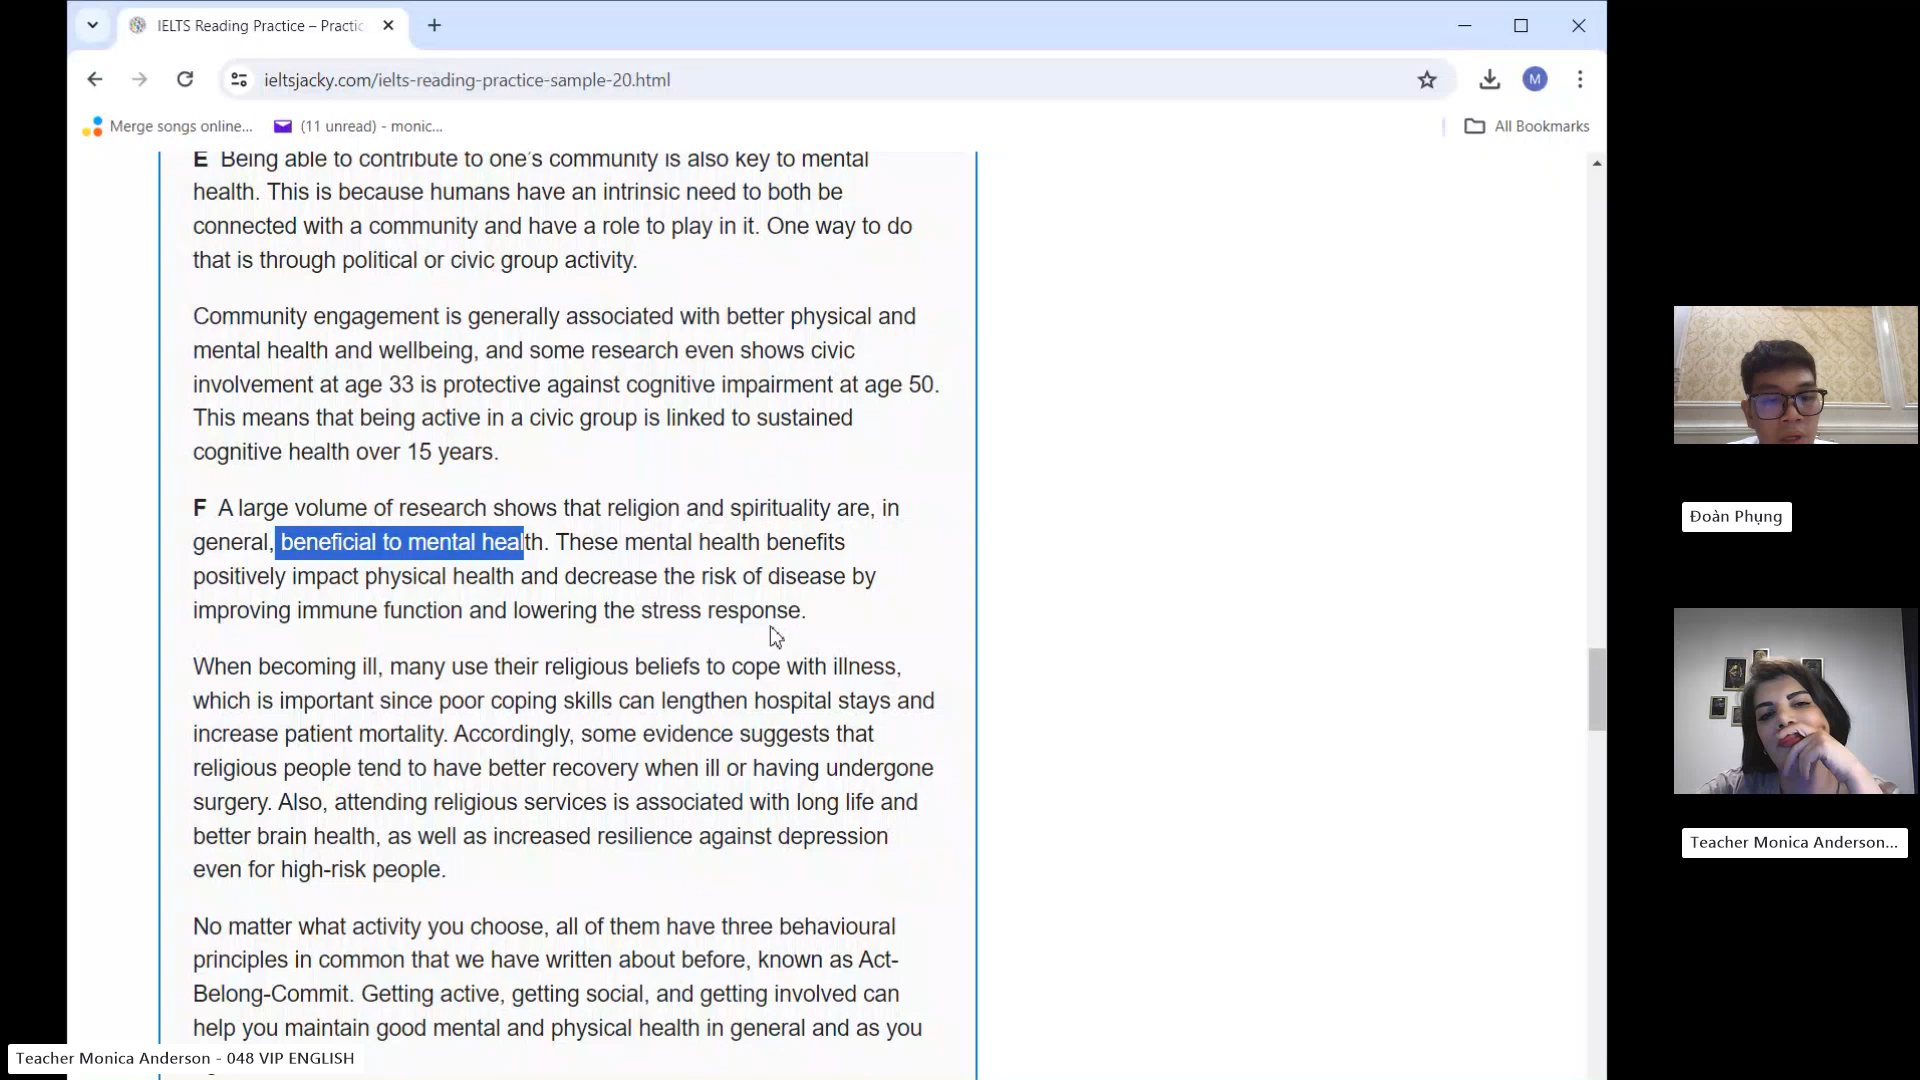 IELTS Reading Practice – Practic
ieltsjacky.com/ielts-reading-practice-sample-20.html
M
Merge songs online...
(11 unread) - monic...
All Bookmarks
E Being able to contribute to one's community is also key to mental
health. This is because humans have an intrinsic need to both be
connected with a community and have a role to play in it. One way to do
that is through political or civic group activity.
Community engagement is generally associated with better physical and
mental health and wellbeing, and some research even shows civic
involvement at age 33 is protective against cognitive impairment at age 50.
This means that being active in a civic group is linked to sustained
cognitive health over 15 years.
F A large volume of research shows that religion and spirituality are, in
general, beneficial to mental health. These mental health benefits
positively impact physical health and decrease the risk of disease by
improving immune function and lowering the stress response.
When becoming ill, many use their religious beliefs to cope with illness,
which is important since poor coping skills can lengthen hospital stays and
increase patient mortality. Accordingly, some evidence suggests that
religious people tend to have better recovery when ill or having undergone
surgery. Also, attending religious services is associated with long life and
better brain health, as well as increased resilience against depression
even for high-risk people.
No matter what activity you choose, all of them have three behavioural
principles in common that we have written about before, known as Act-
Belong-Commit. Getting active, getting social, and getting involved can
help you maintain good mental and physical health in general and as you
Đoàn Phụng
Teacher Monica Anderson...
Teacher Monica Anderson - 048 VIP ENGLISH